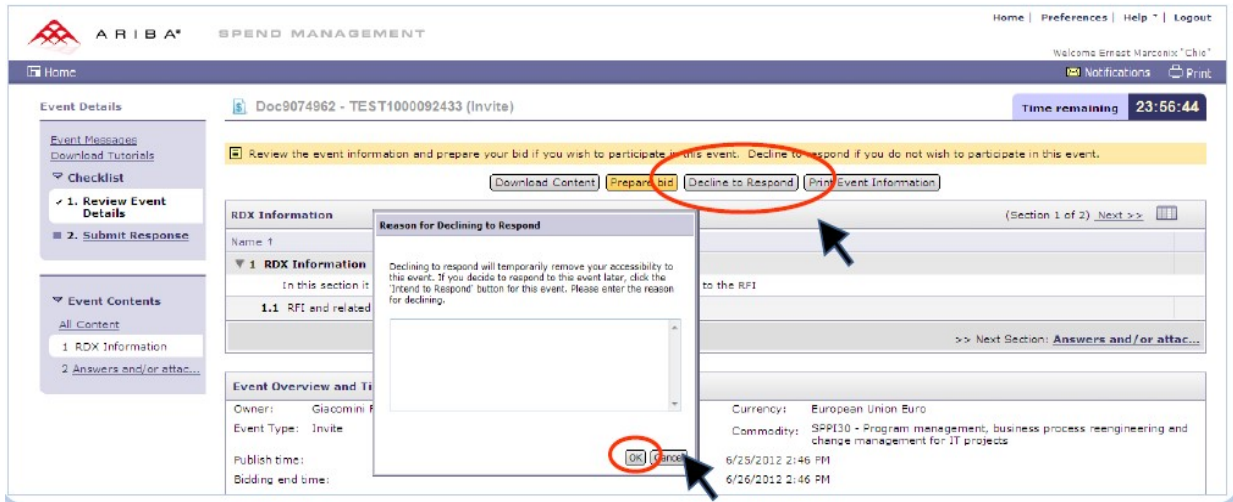 Home | Preferences | Help | Logout
ARIBA SPEND MANAGEMENT
Welcome Ernest Marconix "Chie"
Home Notifications Print
Event Details
Doc9074962 - TEST1000092433 (Invite)
Time remaining 23:56:44
Event Messages
Download Tutorials
Checklist
1. Review Event Details
2. Submit Response
Review the event information and prepare your bid if you wish to participate in this event. Decline to respond if you do not wish to participate in this event.
Download Content Prepare bid Decline to Respond Print Event Information
RDX Information (Section 1 of 2) Next >>
Name ↑
1 RDX Information
In this section it to the RFI
1.1 RFI and related
>> Next Section: Answers and/or attac...
Event Contents
All Content
1 RDX Information
2 Answers and/or attac...
Reason for Declining to Respond
Declining to respond will temporarily remove your accessibility to
this event. If you decide to respond to this event later, click the
'Intend to Respond' button for this event. Please enter the reason
for declining.
OK Cancel
Event Overview and Ti
Owner: Giacomini
Event Type: Invite
Publish time:
Bidding end time:
Currency: European Union Euro
Commodity: SPPI30 - Program management, business process reengineering and
change management for IT projects
6/25/2012 2:46 PM
6/26/2012 2:46 PM